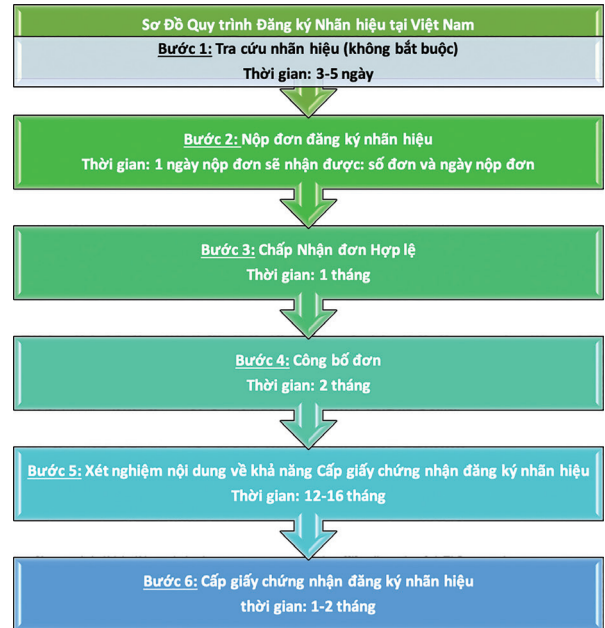 Sơ Đồ Quy trình Đăng ký Nhãn hiệu tại Việt Nam
Bước 1: Tra cứu nhãn hiệu (không bắt buộc)
Thời gian: 3-5 ngày
Bước 2: Nộp đơn đăng ký nhãn hiệu
Thời gian: 1 ngày nộp đơn sẽ nhận được: số đơn và ngày nộp đơn
Bước 3: Chấp Nhận đơn Hợp lệ
Thời gian: 1 tháng
Bước 4: Công bố đơn
Thời gian: 2 tháng
Bước 5: Xét nghiệm nội dung về khả năng Cấp giấy chứng nhận đăng ký nhãn hiệu
Thời gian: 12-16 tháng
Bước 6: Cấp giấy chứng nhận đăng ký nhãn hiệu
thời gian: 1-2 tháng